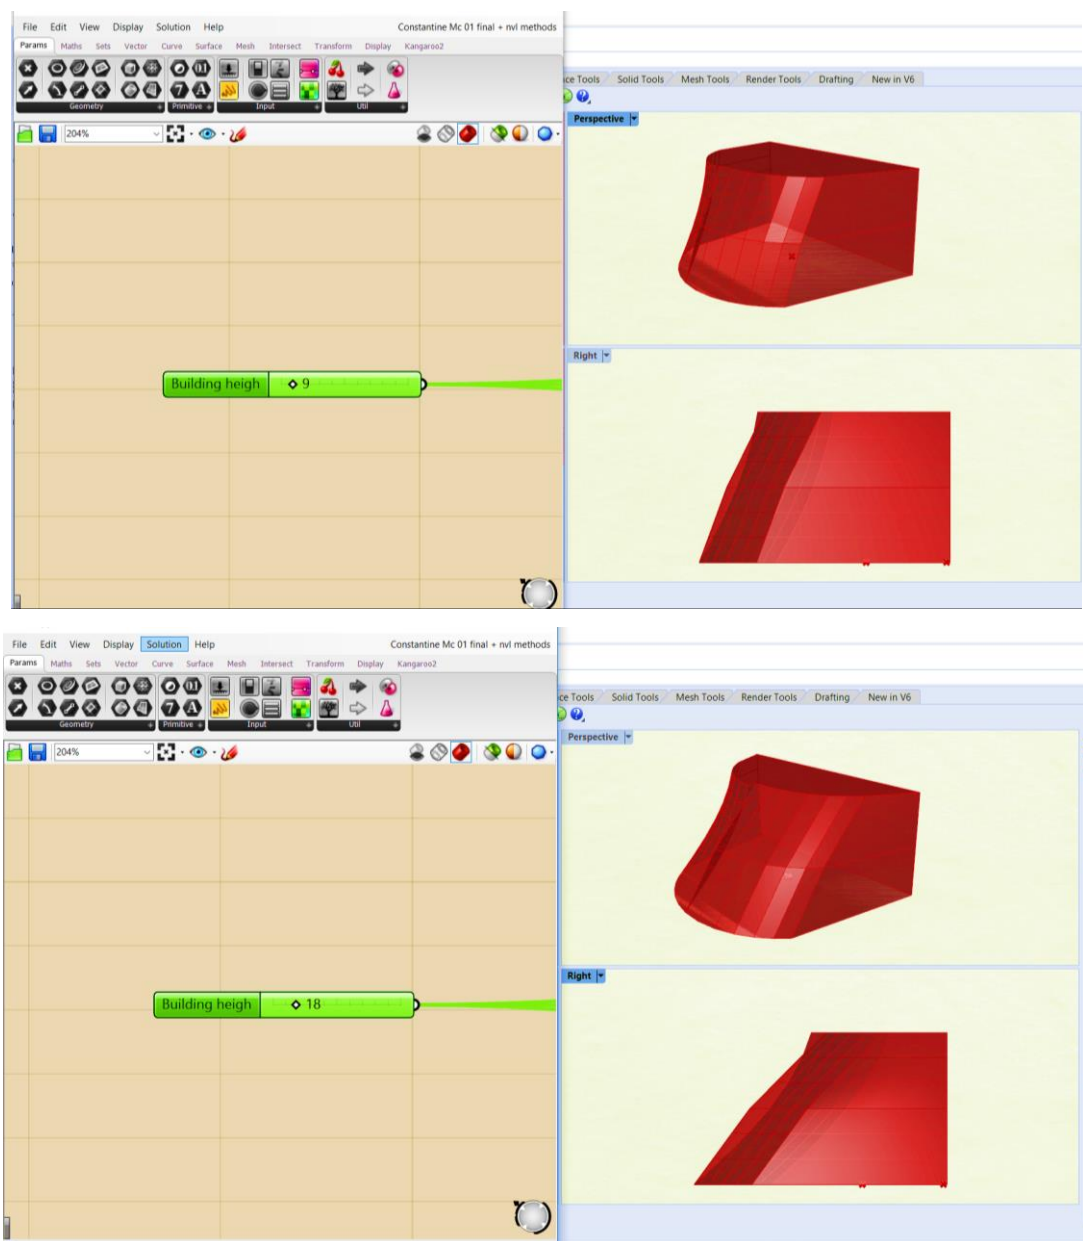 File Edit View Display Solution Help Constantine Mc 01 final + nvl methods
Params Maths Sets Vector Curve Surface Mesh Intersect Transform Display Kangaroo2
Geometry Primitive Input Util
204%
ce Tools Solid Tools Mesh Tools Render Tools Drafting New in V6
Perspective
Building heigh 9
Right
File Edit View Display Solution Help Constantine Mc 01 final + nvl methods
Params Maths Sets Vector Curve Surface Mesh Intersect Transform Display Kangaroo2
Geometry Primitive Input Util
204%
ce Tools Solid Tools Mesh Tools Render Tools Drafting New in V6
Perspective
Building heigh 18
Right